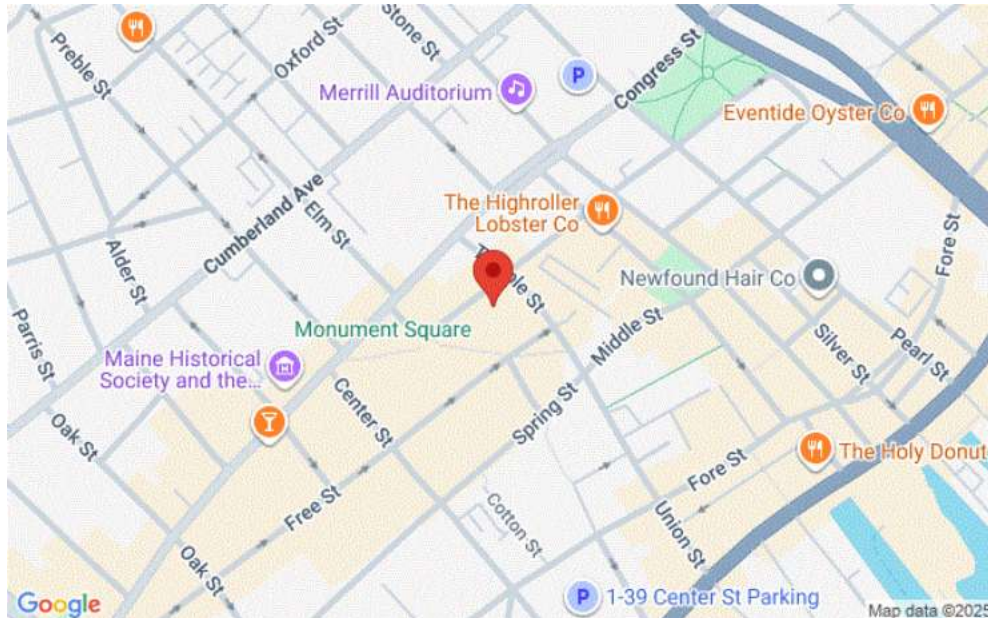 Preble St
Oxford St
Stone St
Congress St
Merrill Auditorium
P
Eventide Oyster Co
Cumberland Ave
Elm St
The Highroller
Lobster Co
Fore St
Alder St
Newfound Hair Co
Parris St
Monument Square
Middle St
Silver St
Pearl St
Maine Historical
Society and the...
Center St
Spring St
Oak St
Free St
Fore St
The Holy Donut
Cotton St
Union St
Oak St
P
1-39 Center St Parking
Google
Map data ©2025